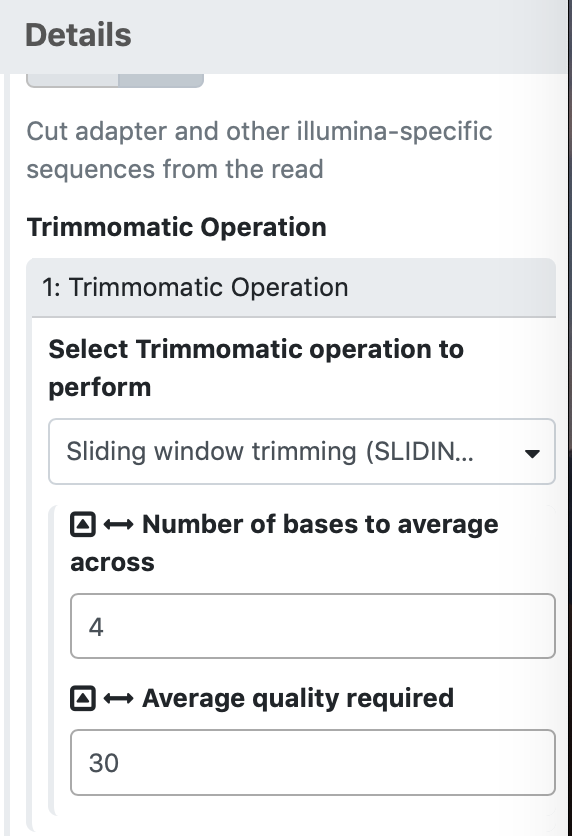 Details
Cut adapter and other illumina-specific
sequences from the read
Trimmomatic Operation
1: Trimmomatic Operation
Select Trimmomatic operation to
perform
Sliding window trimming (SLIDIN...
Number of bases to average
across
4
Average quality required
30